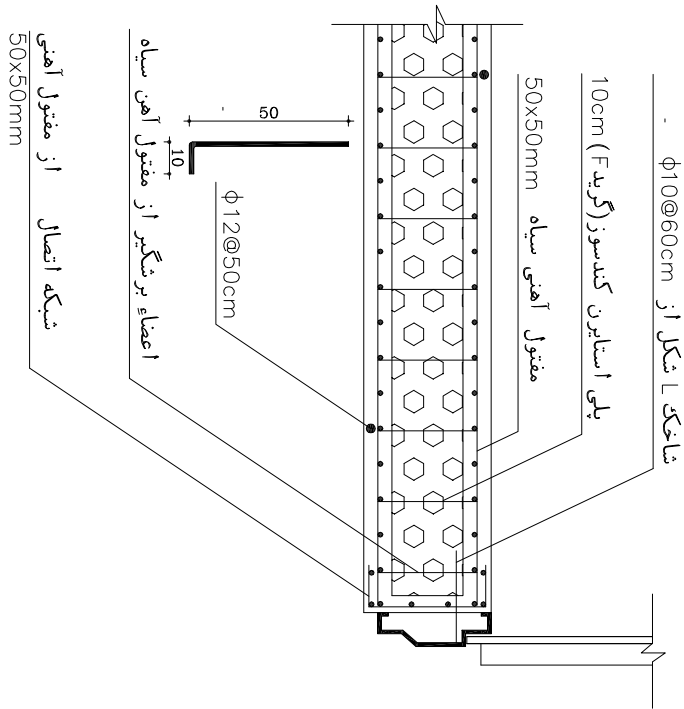 شاخک L شکل از φ10@60cm
پلی استایرن کندسوز(گرید F) 10cm
مفتول آهنی سیاه 50x50mm
φ12@50cm
50
10
اعضاء برشگیر از مفتول آهن سیاه
شبکه اتصال از مفتول آهنی
50x50mm